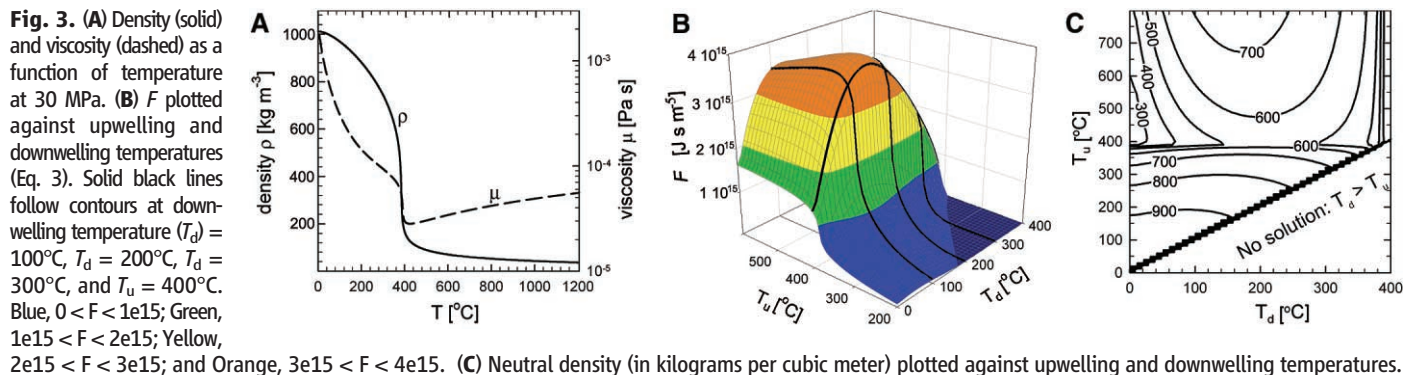 Fig. 3. (A) Density (solid)
and viscosity (dashed) as a
function of temperature
at 30 MPa. (B) F plotted
against upwelling and
downwelling temperatures
(Eq. 3). Solid black lines
follow contours at down-
welling temperature (Td) =
100°C, Td = 200°C, Td =
300°C, and Tu = 400°C.
Blue, 0 < F < 1e15; Green,
1e15 < F < 2e15; Yellow,
2e15 < F < 3e15; and Orange, 3e15 < F < 4e15. (C) Neutral density (in kilograms per cubic meter) plotted against upwelling and downwelling temperatures.
A
density ρ [kg m⁻³]
1000
800
600
400
200
0 200 400 600 800 1000 1200
T [°C]
ρ
μ
10⁻³
10⁻⁴
10⁻⁵
viscosity μ [Pa s]
B
F [J s m⁻⁵]
4 10¹⁵
3 10¹⁵
2 10¹⁵
1 10¹⁵
500
400
300
200
Tu [°C]
0
100
200
300
400
Td [°C]
C
Tu [°C]
700
600
500
400
300
200
100
0
0 100 200 300 400
Td [°C]
500
400
300
700
600
600
700
800
900
No solution: Td > Tu